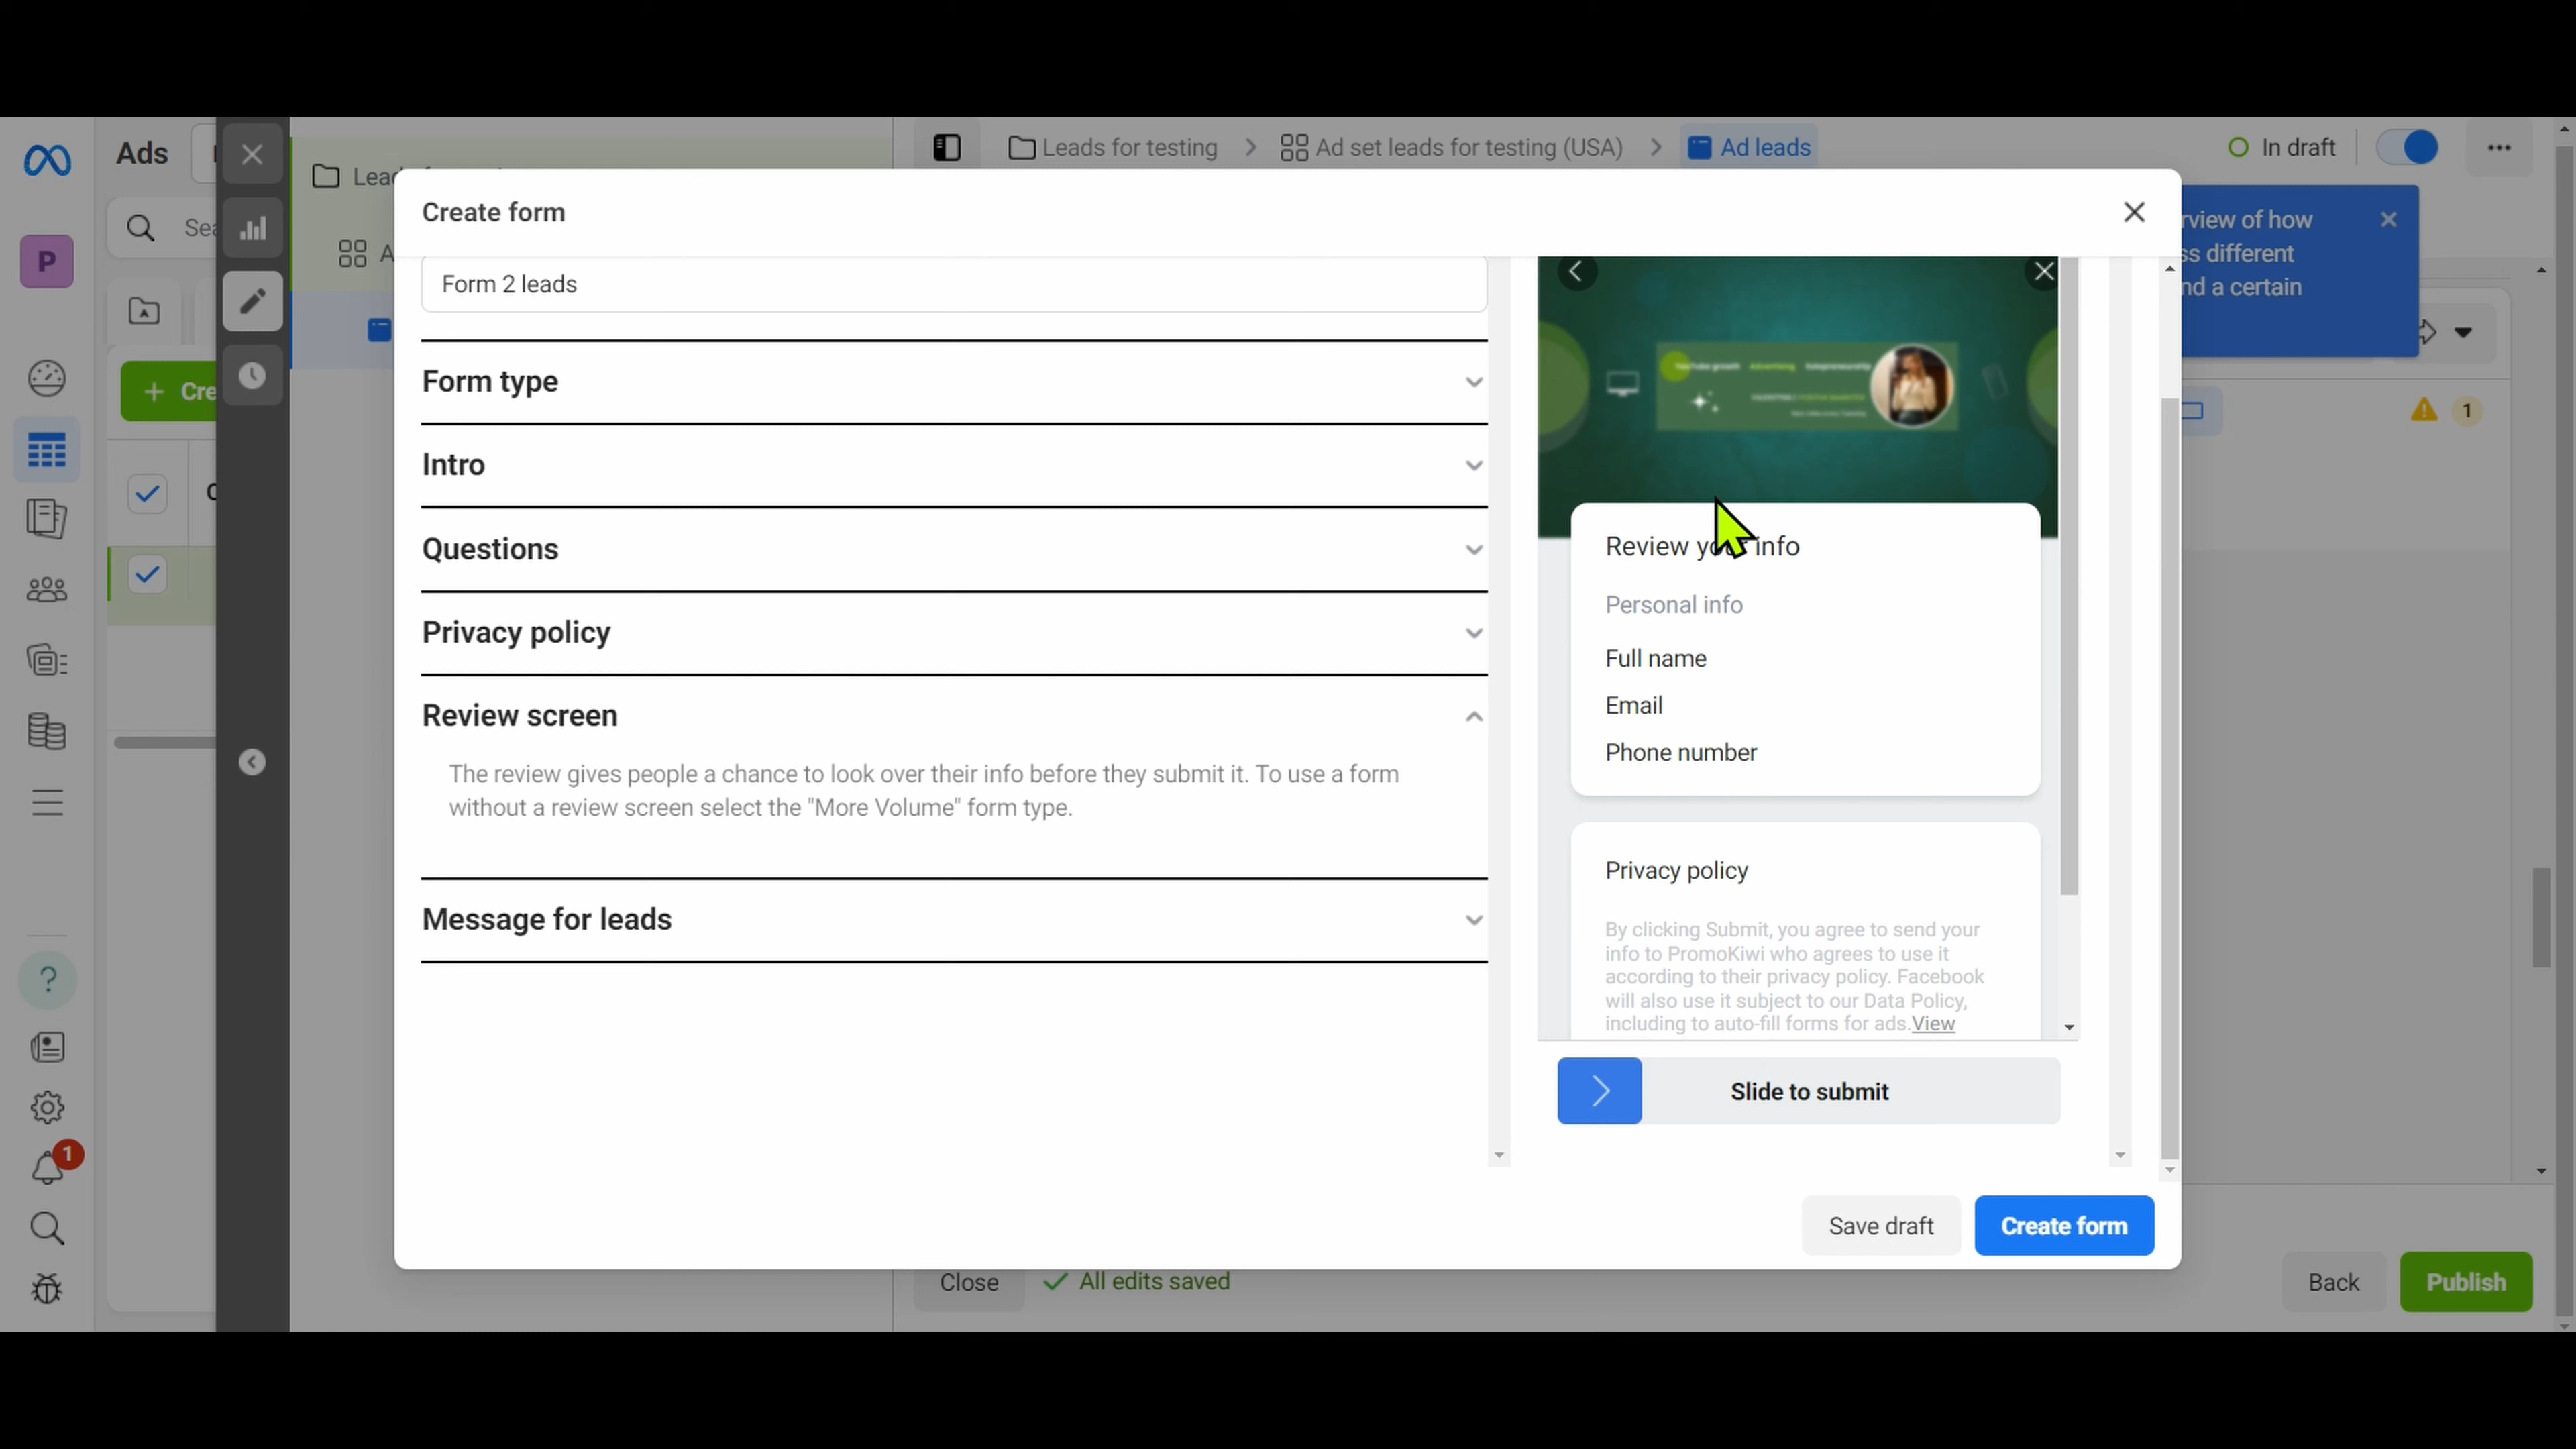 Ads
Leads for testing
Ad set leads for testing (USA)
Ad leads
In draft
P
Create form
rview of how
ss different
nd a certain
Form 2 leads
Form type
Intro
Questions
Privacy policy
Review screen
The review gives people a chance to look over their info before they submit it. To use a form
without a review screen select the "More Volume" form type.
Message for leads
Advertising
Review your info
Personal info
Full name
Email
Phone number
Privacy policy
By clicking Submit, you agree to send your
info to PromoKiwi who agrees to use it
according to their privacy policy. Facebook
will also use it subject to our Data Policy,
including to auto-fill forms for ads.View
Slide to submit
Save draft
Create form
1
?
1
Close
All edits saved
Back
Publish